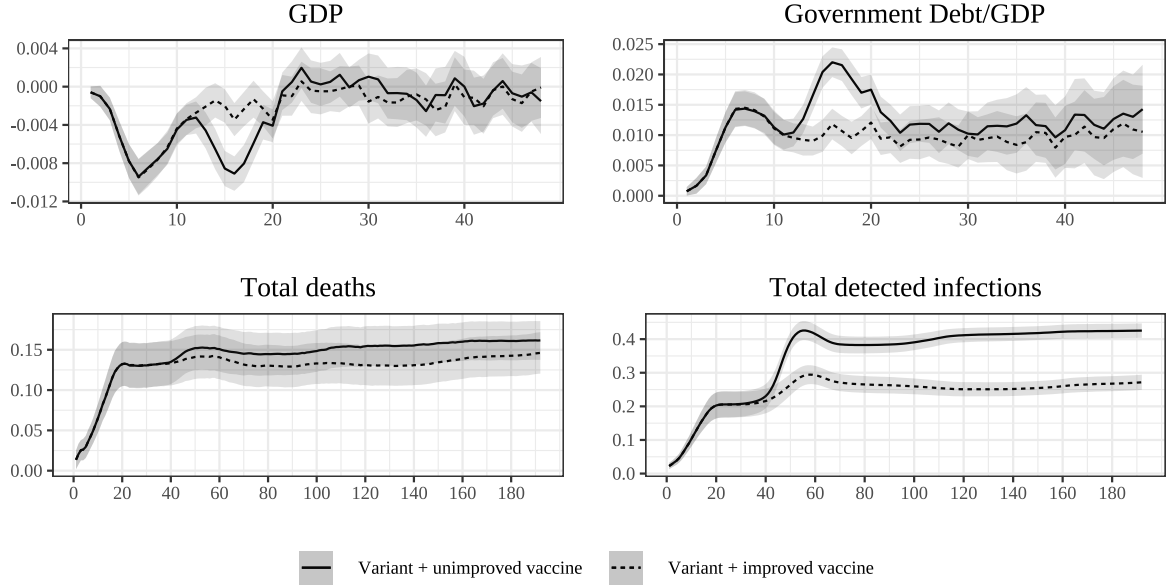 GDP
0.004
0.000
-0.004
-0.008
-0.012
0 10 20 30 40
Government Debt/GDP
0.025
0.020
0.015
0.010
0.005
0.000
0 10 20 30 40
Total deaths
0.15
0.10
0.05
0.00
0 20 40 60 80 100 120 140 160 180
Total detected infections
0.4
0.3
0.2
0.1
0.0
0 20 40 60 80 100 120 140 160 180
Variant + unimproved vaccine Variant + improved vaccine